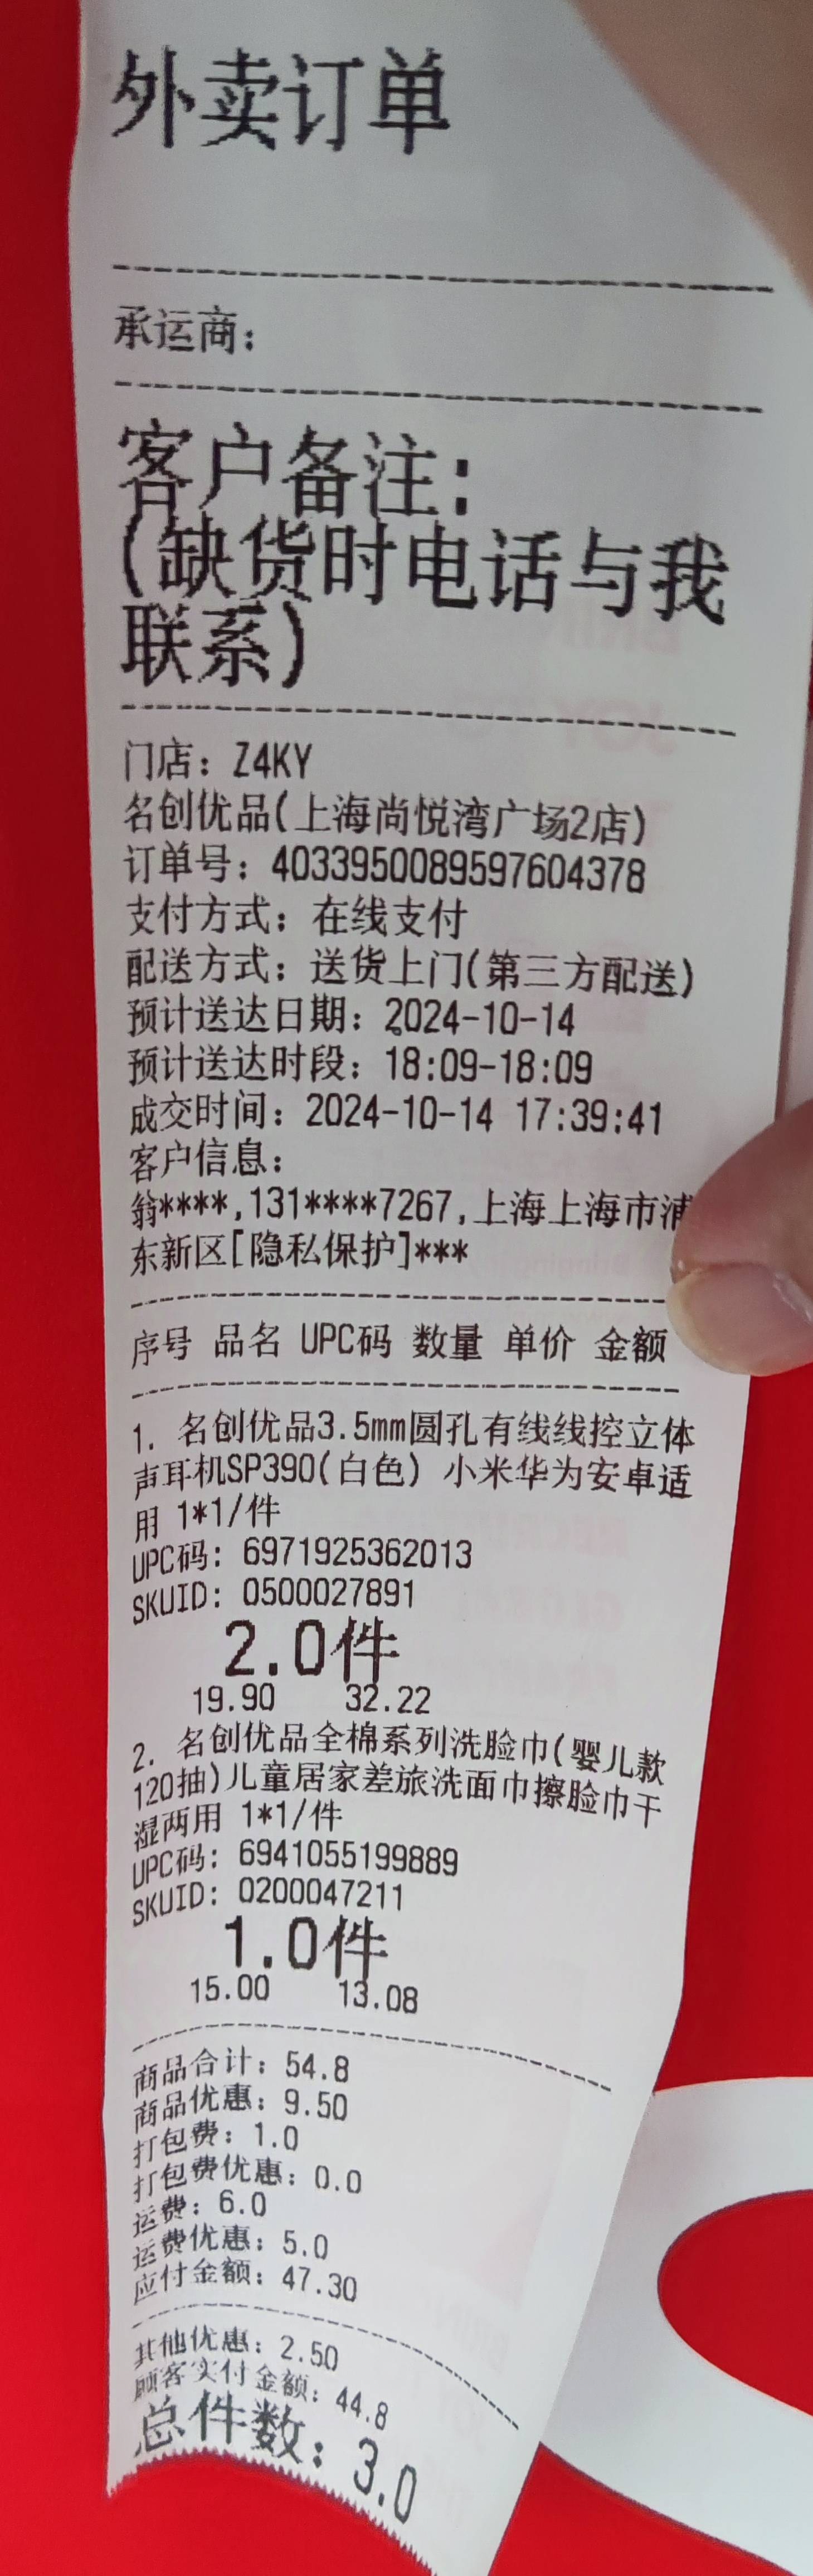 外卖订单
承运商:
客户备注:
(缺货时电话与我
联系)
门店: Z4KY
名创优品(上海尚悦湾广场2店)
订单号: 4033950089597604378
支付方式: 在线支付
配送方式: 送货上门(第三方配送)
预计送达日期: 2024-10-14
预计送达时段: 18:09-18:09
成交时间: 2024-10-14 17:39:41
客户信息:
翁****,131****7267,上海上海市浦
东新区[隐私保护]***
序号 品名 UPC码 数量 单价 金额
1. 名创优品3.5mm圆孔有线线控立体
声耳机SP390(白色) 小米华为安卓适
用 1*1/件
UPC码: 6971925362013
SKUID: 0500027891
2.0件
19.90 32.22
2. 名创优品全棉系列洗脸巾(婴儿款
120抽)儿童居家差旅洗面巾擦脸巾干
湿两用 1*1/件
UPC码: 6941055199889
SKUID: 0200047211
1.0件
15.00 13.08
商品合计: 54.8
商品优惠: 9.50
打包费: 1.0
打包费优惠: 0.0
运费: 6.0
运费优惠: 5.0
应付金额: 47.30
其他优惠: 2.50
顾客实付金额: 44.8
总件数: 3.0